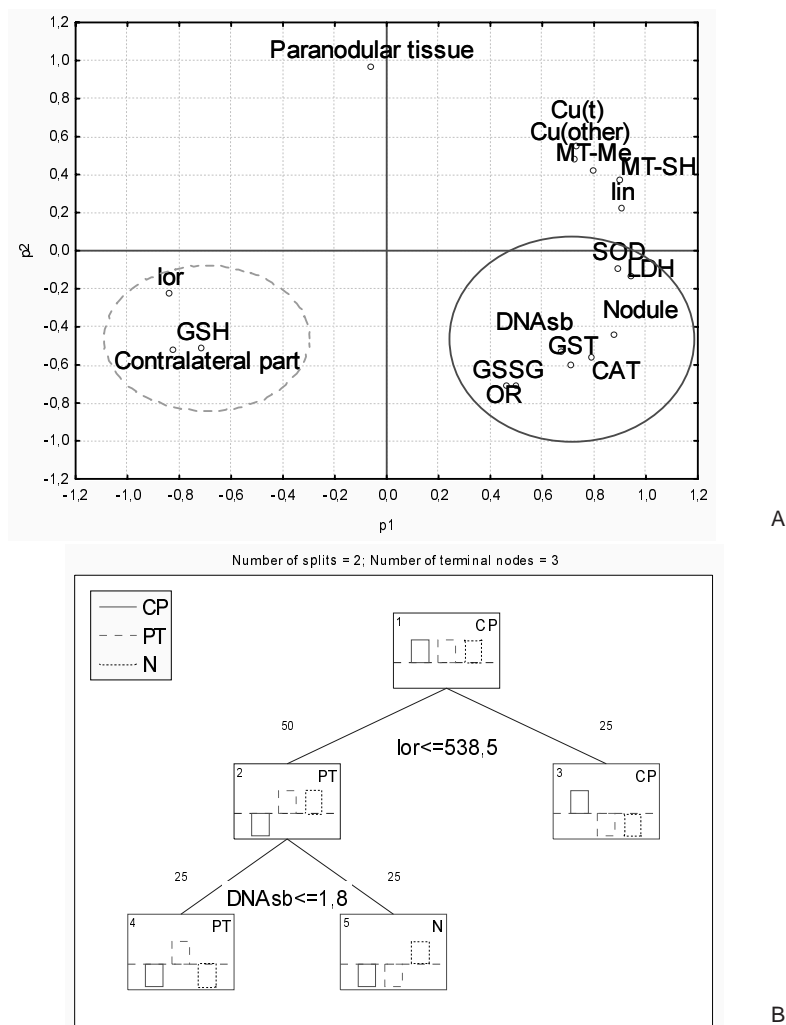 1,2
1,0
0,8
0,6
0,4
0,2
0,0
-0,2
-0,4
-0,6
-0,8
-1,0
-1,2
p2
Paranodular tissue
Cu(t)
Cu(other)
MT-Me
MT-SH
Iin
SOD
LDH
Ior
Nodule
DNAsb
GSH
GST
Contralateral part
GSSG
CAT
OR
-1,2 -1,0 -0,8 -0,6 -0,4 -0,2 0,0 0,2 0,4 0,6 0,8 1,0 1,2
p1
A
Number of splits = 2; Number of terminal nodes = 3
CP
PT
N
1 CP
50 25
Ior<=538,5
2 PT
3 CP
25 25
DNAsb<=1,8
4 PT
5 N
B